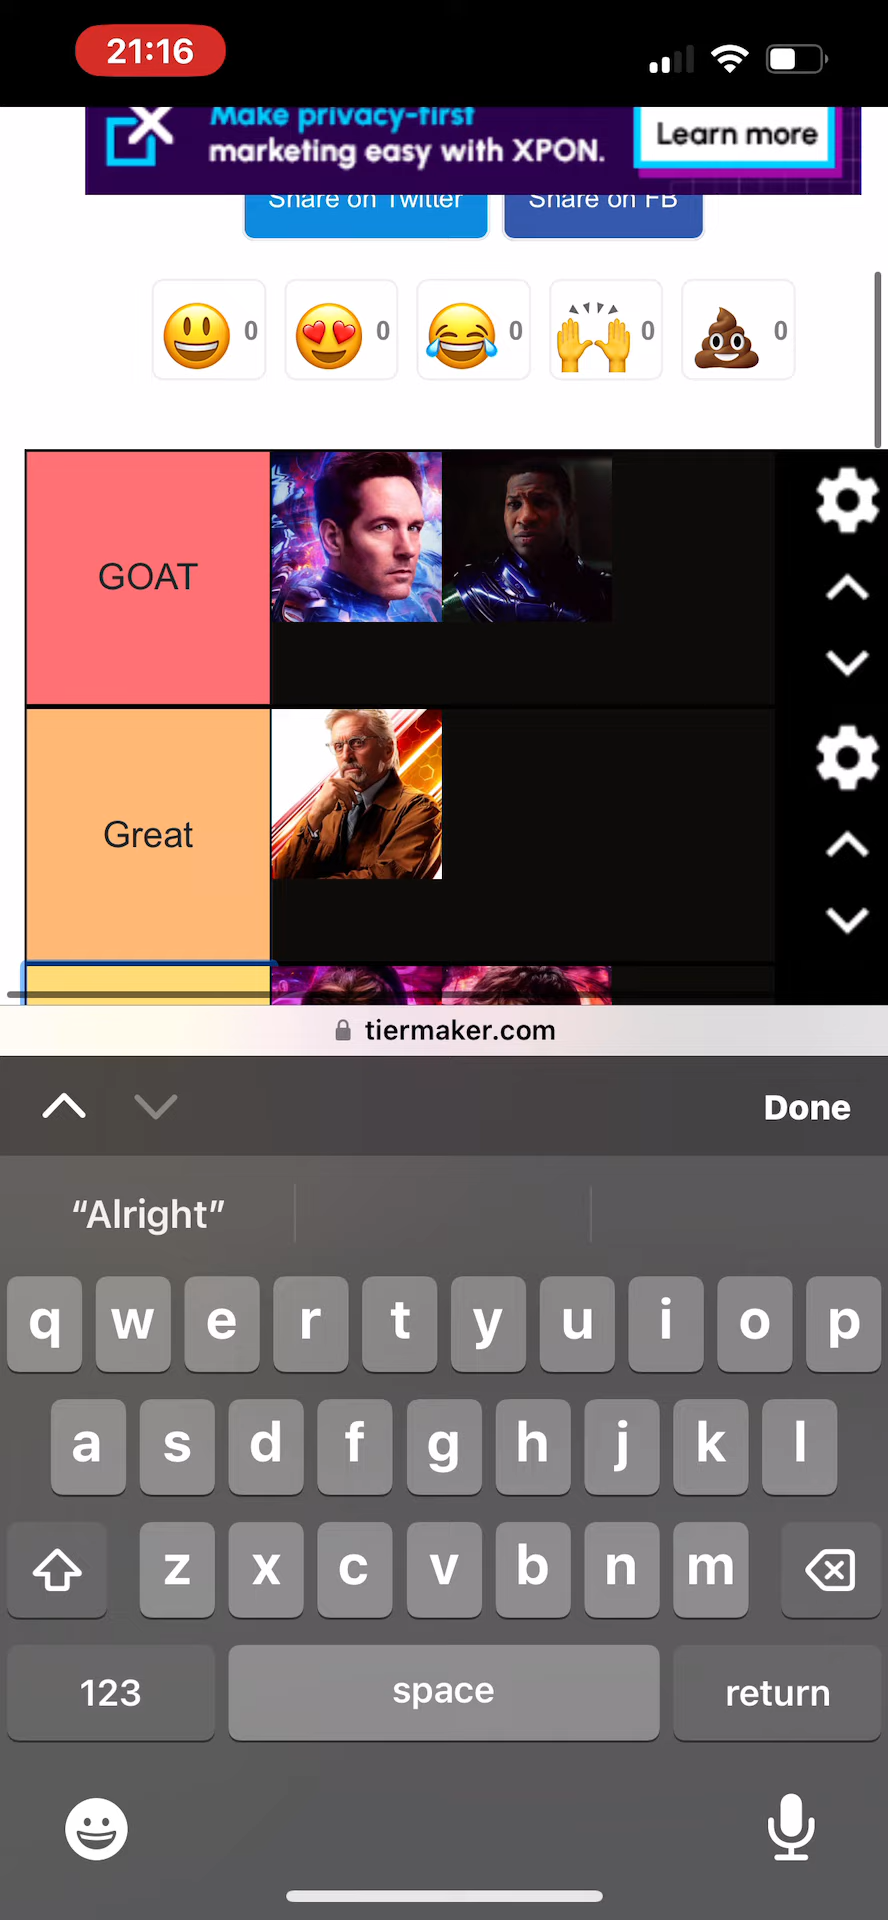 21:16
Make privacy-first
marketing easy with XPON.
Learn more
Share on Twitter
Share on FB
0
0
0
0
0
GOAT
Great
tiermaker.com
Done
“Alright”
q w e r t y u i o p
a s d f g h j k l
z x c v b n m
123
space
return